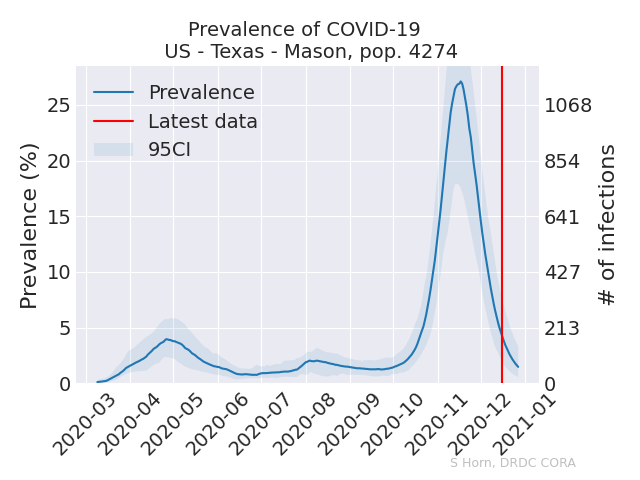 Prevalence of COVID-19
US - Texas - Mason, pop. 4274
Prevalence
Latest data
95CI
Prevalence (%)
25
20
15
10
5
0
1068
854
641
427
213
0
# of infections
2020-03
2020-04
2020-05
2020-06
2020-07
2020-08
2020-09
2020-10
2020-11
2020-12
2021-01
S Horn, DRDC CORA